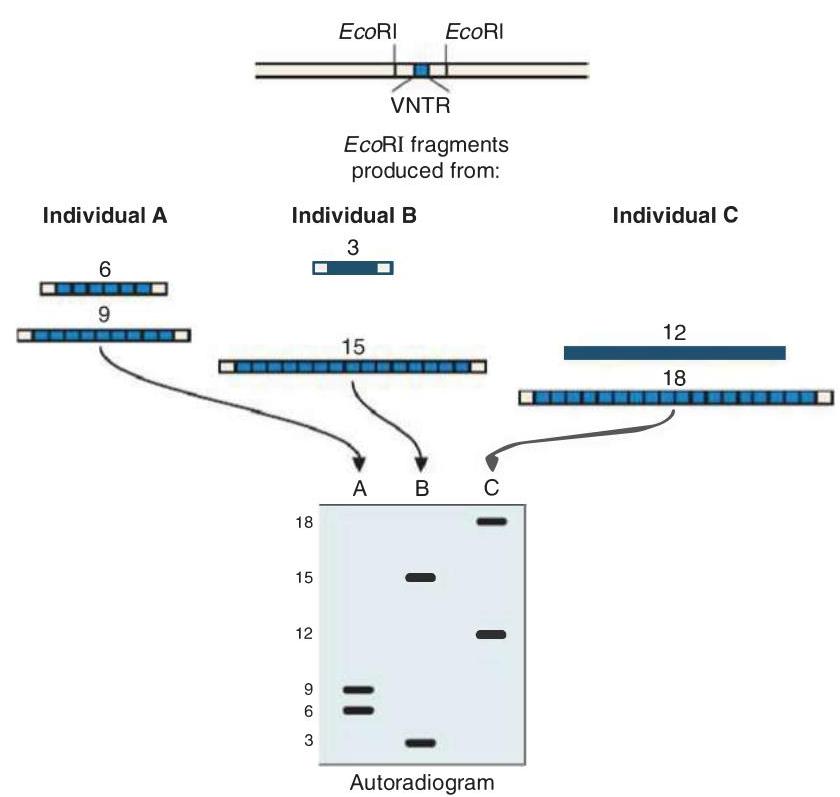 EcoRI EcoRI
VNTR
EcoRI fragments
produced from:
Individual A Individual B Individual C
3
6
9
15
12
18
A B C
18
15
12
9
6
3
Autoradiogram